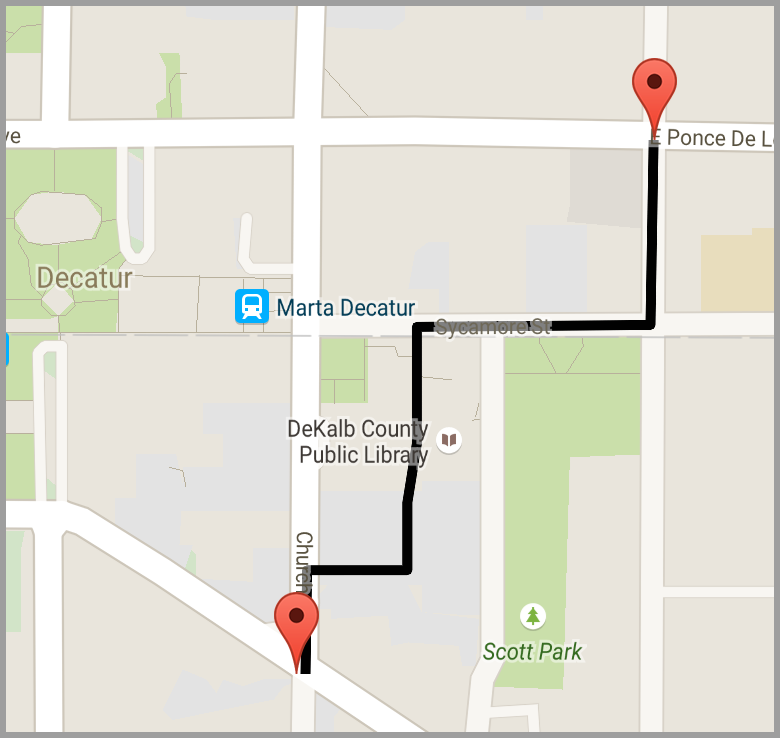 ve
E Ponce De L
Decatur
Marta Decatur
Sycamore St
DeKalb County
Public Library
Church
Scott Park